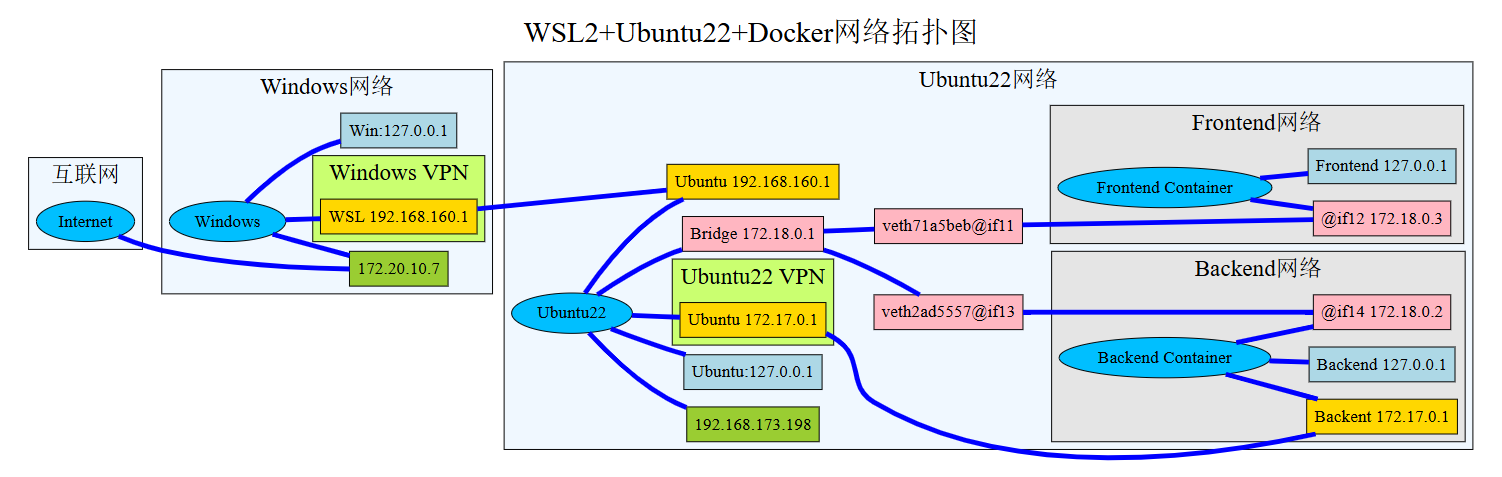 WSL2+Ubuntu22+Docker网络拓扑图
互联网
Internet
Windows网络
Win:127.0.0.1
Windows VPN
Windows
WSL 192.168.160.1
172.20.10.7
Ubuntu22网络
Ubuntu 192.168.160.1
Bridge 172.18.0.1
Ubuntu22 VPN
Ubuntu22
Ubuntu 172.17.0.1
Ubuntu:127.0.0.1
192.168.173.198
veth71a5beb@if11
veth2ad5557@if13
Frontend网络
Frontend 127.0.0.1
Frontend Container
@if12 172.18.0.3
Backend网络
@if14 172.18.0.2
Backend Container
Backend 127.0.0.1
Backent 172.17.0.1